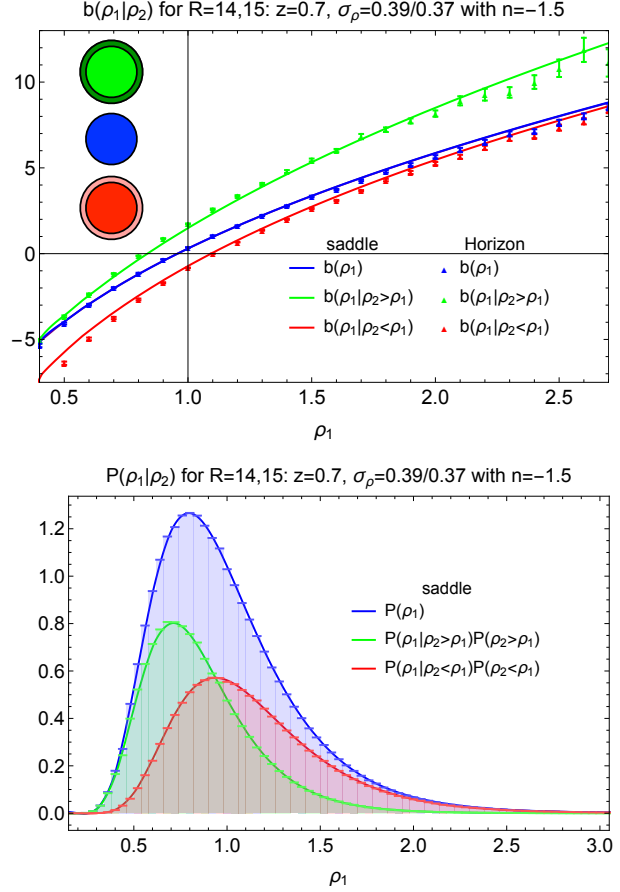 b(ρ₁|ρ₂) for R=14,15: z=0.7, σᵨ=0.39/0.37 with n=−1.5
10
5
0
−5
saddle Horizon
b(ρ₁) b(ρ₁)
b(ρ₁|ρ₂>ρ₁) b(ρ₁|ρ₂>ρ₁)
b(ρ₁|ρ₂<ρ₁) b(ρ₁|ρ₂<ρ₁)
0.5 1.0 1.5 2.0 2.5
ρ₁
P(ρ₁|ρ₂) for R=14,15: z=0.7, σᵨ=0.39/0.37 with n=−1.5
1.2
1.0
0.8
0.6
0.4
0.2
0.0
saddle
P(ρ₁)
P(ρ₁|ρ₂>ρ₁)P(ρ₂>ρ₁)
P(ρ₁|ρ₂<ρ₁)P(ρ₂<ρ₁)
0.5 1.0 1.5 2.0 2.5 3.0
ρ₁